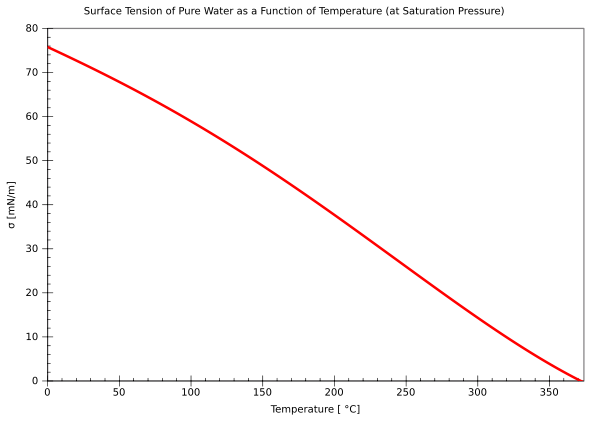 Surface Tension of Pure Water as a Function of Temperature (at Saturation Pressure)
80
70
60
50
40
30
20
10
0
σ [mN/m]
0 50 100 150 200 250 300 350
Temperature [ °C]